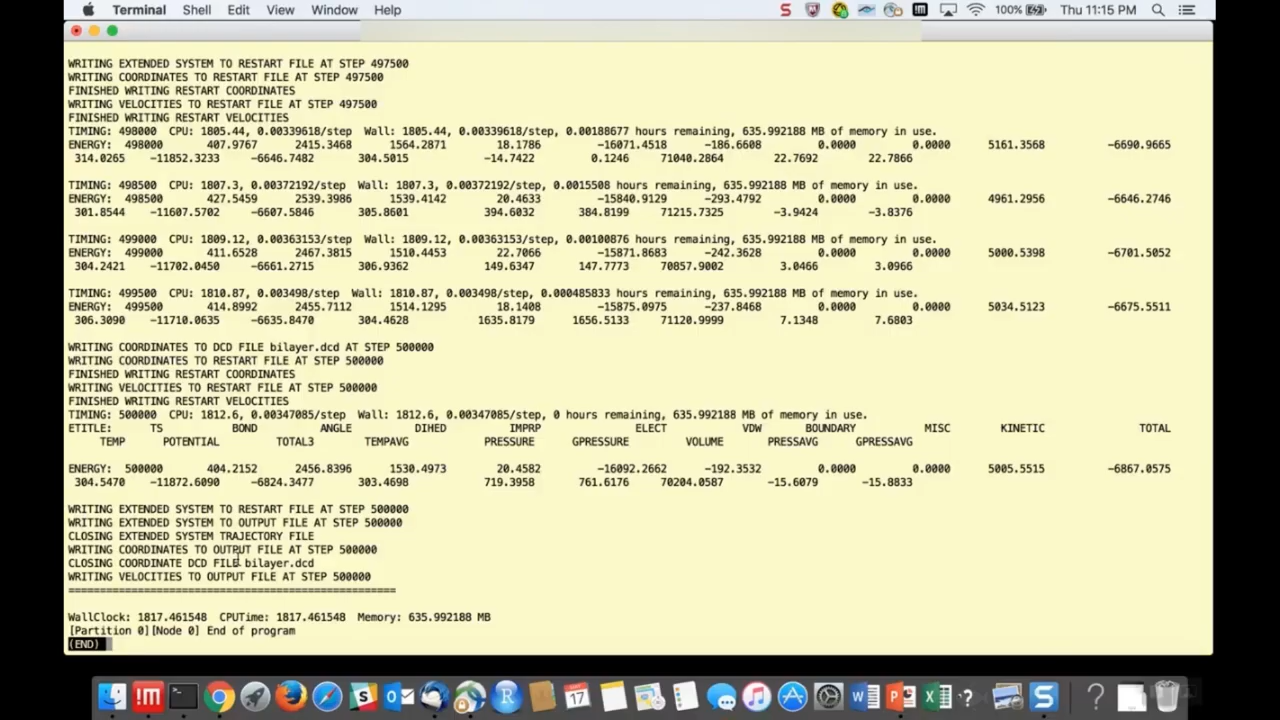 Terminal Shell Edit View Window Help 100% Thu 11:15 PM
WRITING EXTENDED SYSTEM TO RESTART FILE AT STEP 497500
WRITING COORDINATES TO RESTART FILE AT STEP 497500
FINISHED WRITING RESTART COORDINATES
WRITING VELOCITIES TO RESTART FILE AT STEP 497500
FINISHED WRITING RESTART VELOCITIES
TIMING: 498000 CPU: 1805.44, 0.00339618/step Wall: 1805.44, 0.00339618/step, 0.00188677 hours remaining, 635.992188 MB of memory in use.
ENERGY: 498000 407.9767 2415.3468 1564.2871 18.1786 -16071.4518 -186.6608 0.0000 0.0000 5161.3568 -6690.9665
314.0265 -11852.3233 -6646.7482 304.5015 -14.7422 0.1246 71040.2864 22.7692 22.7866
TIMING: 498500 CPU: 1807.3, 0.00372192/step Wall: 1807.3, 0.00372192/step, 0.0015508 hours remaining, 635.992188 MB of memory in use.
ENERGY: 498500 427.5459 2539.3986 1539.4142 20.4633 -15840.9129 -293.4792 0.0000 0.0000 4961.2956 -6646.2746
301.8544 -11607.5702 -6607.5846 305.8601 394.6032 384.8199 71215.7325 -3.9424 -3.8376
TIMING: 499000 CPU: 1809.12, 0.00363153/step Wall: 1809.12, 0.00363153/step, 0.00100876 hours remaining, 635.992188 MB of memory in use.
ENERGY: 499000 411.6528 2467.3815 1510.4453 22.7066 -15871.8683 -242.3628 0.0000 0.0000 5000.5398 -6701.5052
304.2421 -11702.0450 -6661.2715 306.9362 149.6347 147.7773 70857.9002 3.0466 3.0966
TIMING: 499500 CPU: 1810.87, 0.003498/step Wall: 1810.87, 0.003498/step, 0.000485833 hours remaining, 635.992188 MB of memory in use.
ENERGY: 499500 414.8992 2455.7112 1514.1295 18.1408 -15875.0975 -237.8468 0.0000 0.0000 5034.5123 -6675.5511
306.3090 -11710.0635 -6635.8470 304.4628 1635.8179 1656.5133 71120.9999 7.1348 7.6803
WRITING COORDINATES TO DCD FILE bilayer.dcd AT STEP 500000
WRITING COORDINATES TO RESTART FILE AT STEP 500000
FINISHED WRITING RESTART COORDINATES
WRITING VELOCITIES TO RESTART FILE AT STEP 500000
FINISHED WRITING RESTART VELOCITIES
TIMING: 500000 CPU: 1812.6, 0.00347085/step Wall: 1812.6, 0.00347085/step, 0 hours remaining, 635.992188 MB of memory in use.
ETITLE: TS BOND ANGLE DIHED IMPRP ELECT VDW BOUNDARY MISC KINETIC TOTAL
TEMP POTENTIAL TOTAL3 TEMPAVG PRESSURE GPRESSURE VOLUME PRESSAVG GPRESSAVG
ENERGY: 500000 404.2152 2456.8396 1530.4973 20.4582 -16092.2662 -192.3532 0.0000 0.0000 5005.5515 -6867.0575
304.5470 -11872.6090 -6824.3477 303.4698 719.3958 761.6176 70204.0587 -15.6079 -15.8833
WRITING EXTENDED SYSTEM TO RESTART FILE AT STEP 500000
WRITING EXTENDED SYSTEM TO OUTPUT FILE AT STEP 500000
CLOSING EXTENDED SYSTEM TRAJECTORY FILE
WRITING COORDINATES TO OUTPUT FILE AT STEP 500000
CLOSING COORDINATE DCD FILE bilayer.dcd
WRITING VELOCITIES TO OUTPUT FILE AT STEP 500000
====================================================
WallClock: 1817.461548 CPUTime: 1817.461548 Memory: 635.992188 MB
[Partition 0][Node 0] End of program
(END)